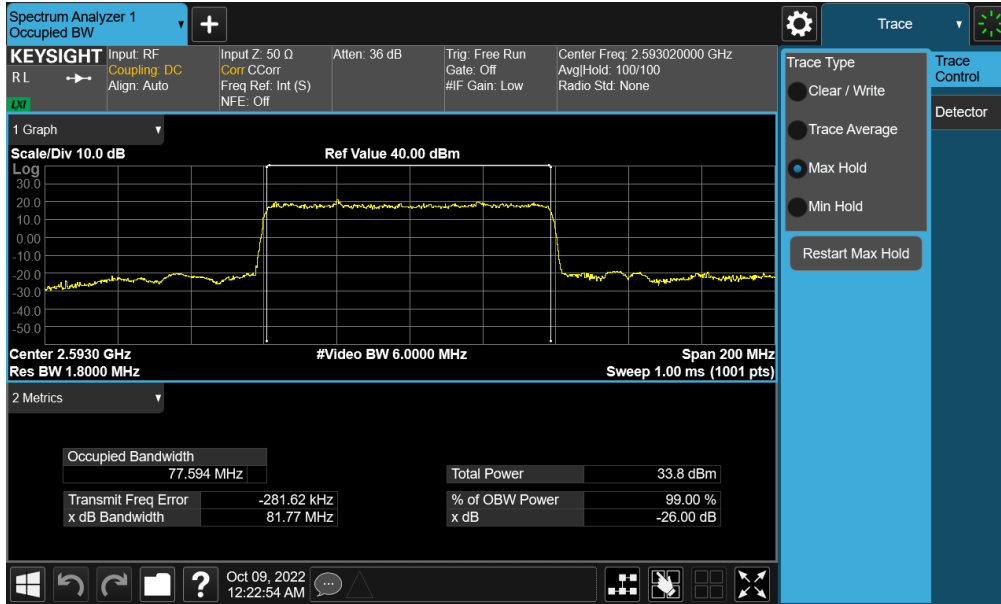 Spectrum Analyzer 1
Occupied BW
+
Trace
KEYSIGHT
R L
LXI
Input: RF
Coupling: DC
Align: Auto
Input Z: 50 Ω
Corr CCorr
Freq Ref: Int (S)
NFE: Off
Atten: 36 dB
Trig: Free Run
Gate: Off
#IF Gain: Low
Center Freq: 2.593020000 GHz
Avg|Hold: 100/100
Radio Std: None
Trace Type
Clear / Write
Trace Average
Max Hold
Min Hold
Restart Max Hold
Trace
Control
Detector
1 Graph
Scale/Div 10.0 dB
Ref Value 40.00 dBm
Log
30.0
20.0
10.0
0.00
-10.0
-20.0
-30.0
-40.0
-50.0
Center 2.5930 GHz
#Video BW 6.0000 MHz
Span 200 MHz
Res BW 1.8000 MHz
Sweep 1.00 ms (1001 pts)
2 Metrics
Occupied Bandwidth
77.594 MHz
Total Power 33.8 dBm
Transmit Freq Error -281.62 kHz
% of OBW Power 99.00 %
x dB Bandwidth 81.77 MHz
x dB -26.00 dB
?
Oct 09, 2022
12:22:54 AM